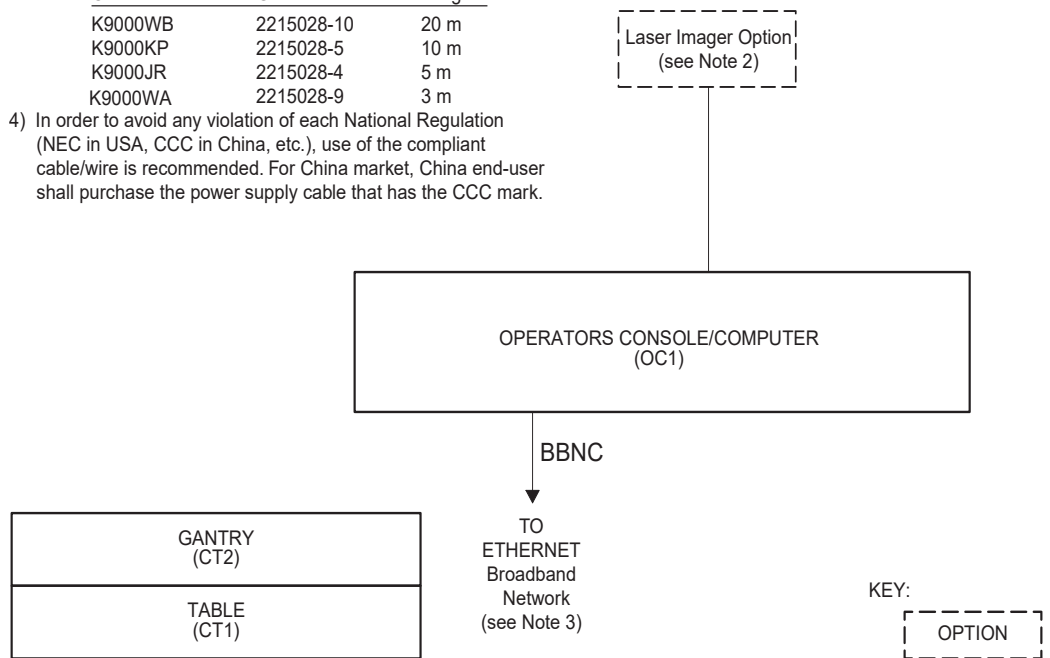 K9000WB 2215028-10 20 m
K9000KP 2215028-5 10 m
K9000JR 2215028-4 5 m
K9000WA 2215028-9 3 m
4) In order to avoid any violation of each National Regulation
(NEC in USA, CCC in China, etc.), use of the compliant
cable/wire is recommended. For China market, China end-user
shall purchase the power supply cable that has the CCC mark.
Laser Imager Option
(see Note 2)
OPERATORS CONSOLE/COMPUTER
(OC1)
BBNC
TO
ETHERNET
Broadband
Network
(see Note 3)
GANTRY
(CT2)
TABLE
(CT1)
KEY:
OPTION